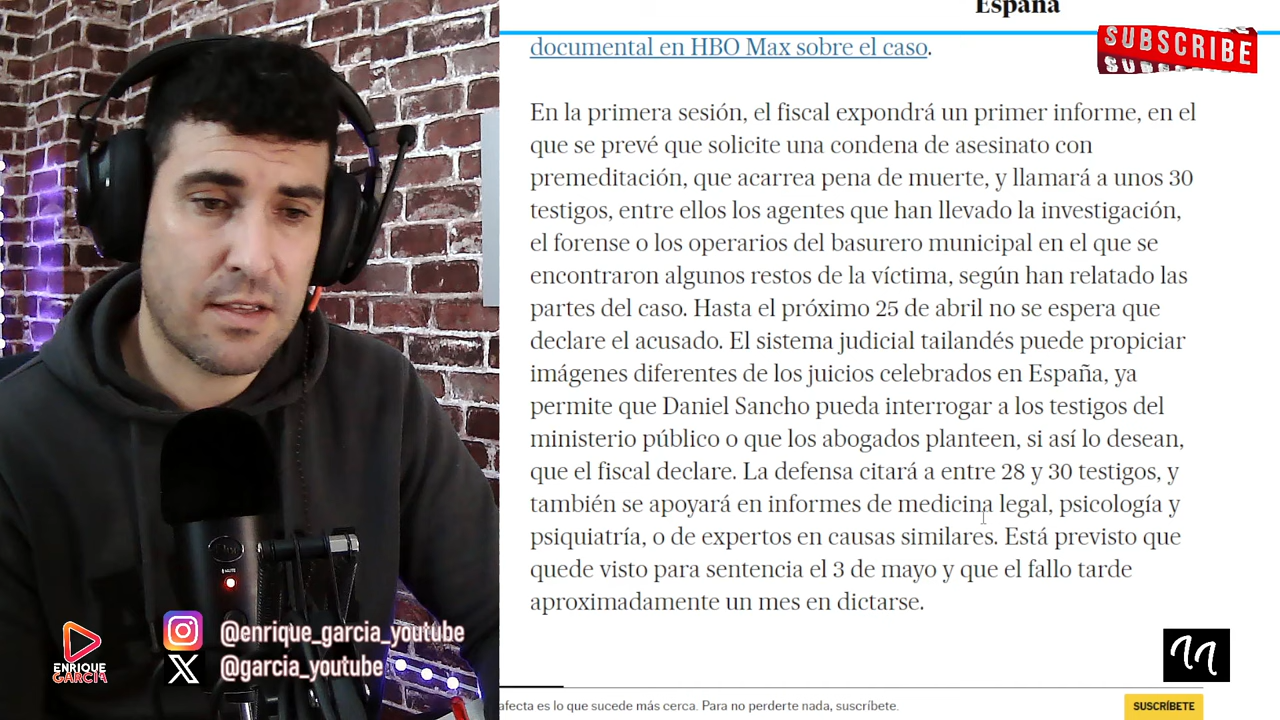 España
SUBSCRIBE
documental en HBO Max sobre el caso.
En la primera sesión, el fiscal expondrá un primer informe, en el
que se prevé que solicite una condena de asesinato con
premeditación, que acarrea pena de muerte, y llamará a unos 30
testigos, entre ellos los agentes que han llevado la investigación,
el forense o los operarios del basurero municipal en el que se
encontraron algunos restos de la víctima, según han relatado las
partes del caso. Hasta el próximo 25 de abril no se espera que
declare el acusado. El sistema judicial tailandés puede propiciar
imágenes diferentes de los juicios celebrados en España, ya
permite que Daniel Sancho pueda interrogar a los testigos del
ministerio público o que los abogados planteen, si así lo desean,
que el fiscal declare. La defensa citará a entre 28 y 30 testigos, y
también se apoyará en informes de medicina legal, psicología y
psiquiatría, o de expertos en causas similares. Está previsto que
quede visto para sentencia el 3 de mayo y que el fallo tarde
aproximadamente un mes en dictarse.
@enrique_garcia_youtube
@garcia_youtube
ENRIQUE
GARCIA
afecta es lo que sucede más cerca. Para no perderte nada, suscríbete.
SUSCRÍBETE